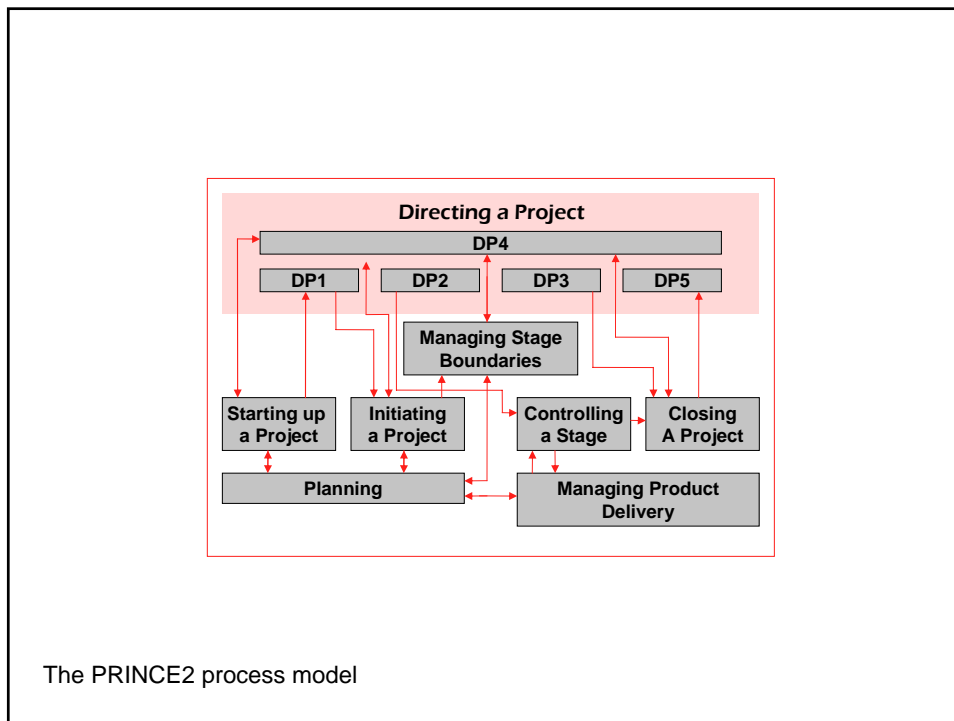 Directing a Project
DP4
DP1
DP2
DP3
DP5
Managing Stage
Boundaries
Starting up
a Project
Initiating
a Project
Controlling
a Stage
Closing
A Project
Planning
Managing Product
Delivery
The PRINCE2 process model